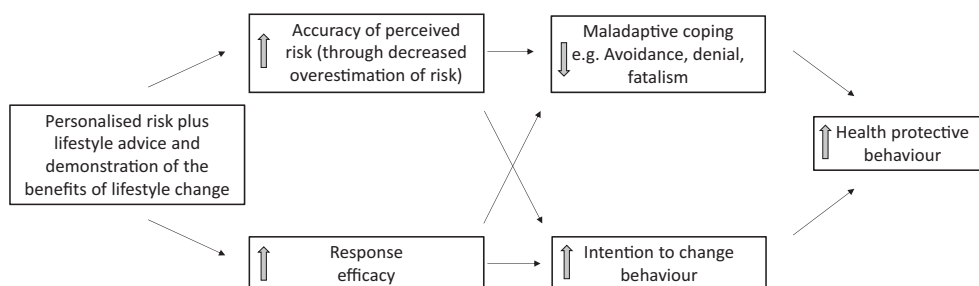 Accuracy of perceived
risk (through decreased
overestimation of risk)
Maladaptive coping
e.g. Avoidance, denial,
fatalism
Personalised risk plus
lifestyle advice and
demonstration of the
benefits of lifestyle change
Health protective
behaviour
Response
efficacy
Intention to change
behaviour